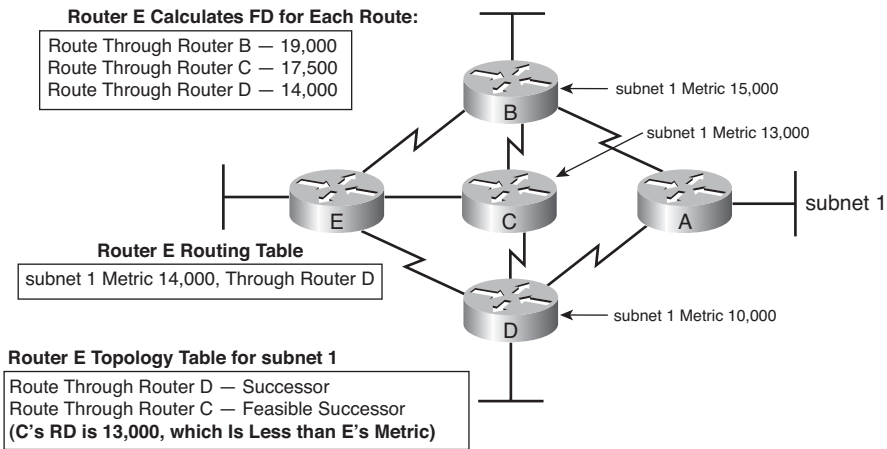 Router E Calculates FD for Each Route:
Route Through Router B — 19,000
Route Through Router C — 17,500
Route Through Router D — 14,000
B
subnet 1 Metric 15,000
subnet 1 Metric 13,000
E
C
A
subnet 1
Router E Routing Table
subnet 1 Metric 14,000, Through Router D
D
subnet 1 Metric 10,000
Router E Topology Table for subnet 1
Route Through Router D — Successor
Route Through Router C — Feasible Successor
(C's RD is 13,000, which Is Less than E's Metric)